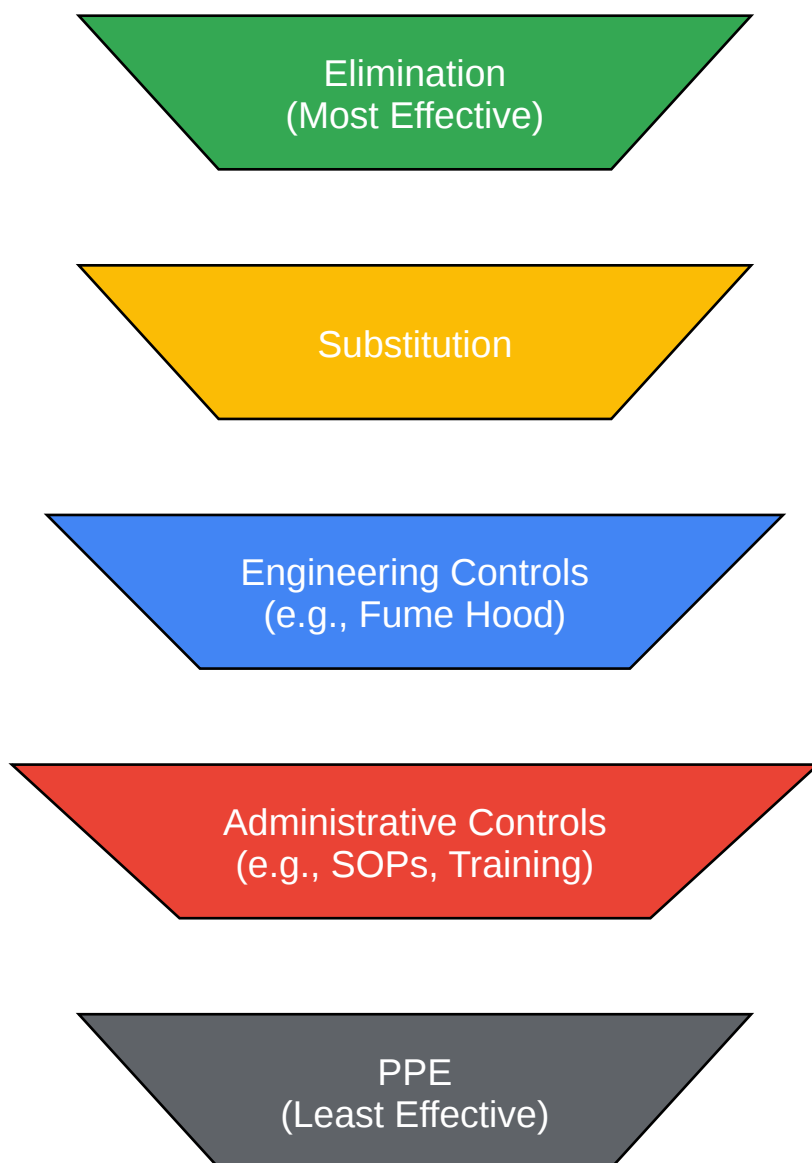 Elimination
(Most Effective)
Substitution
Engineering Controls
(e.g., Fume Hood)
Administrative Controls
(e.g., SOPs, Training)
PPE
(Least Effective)